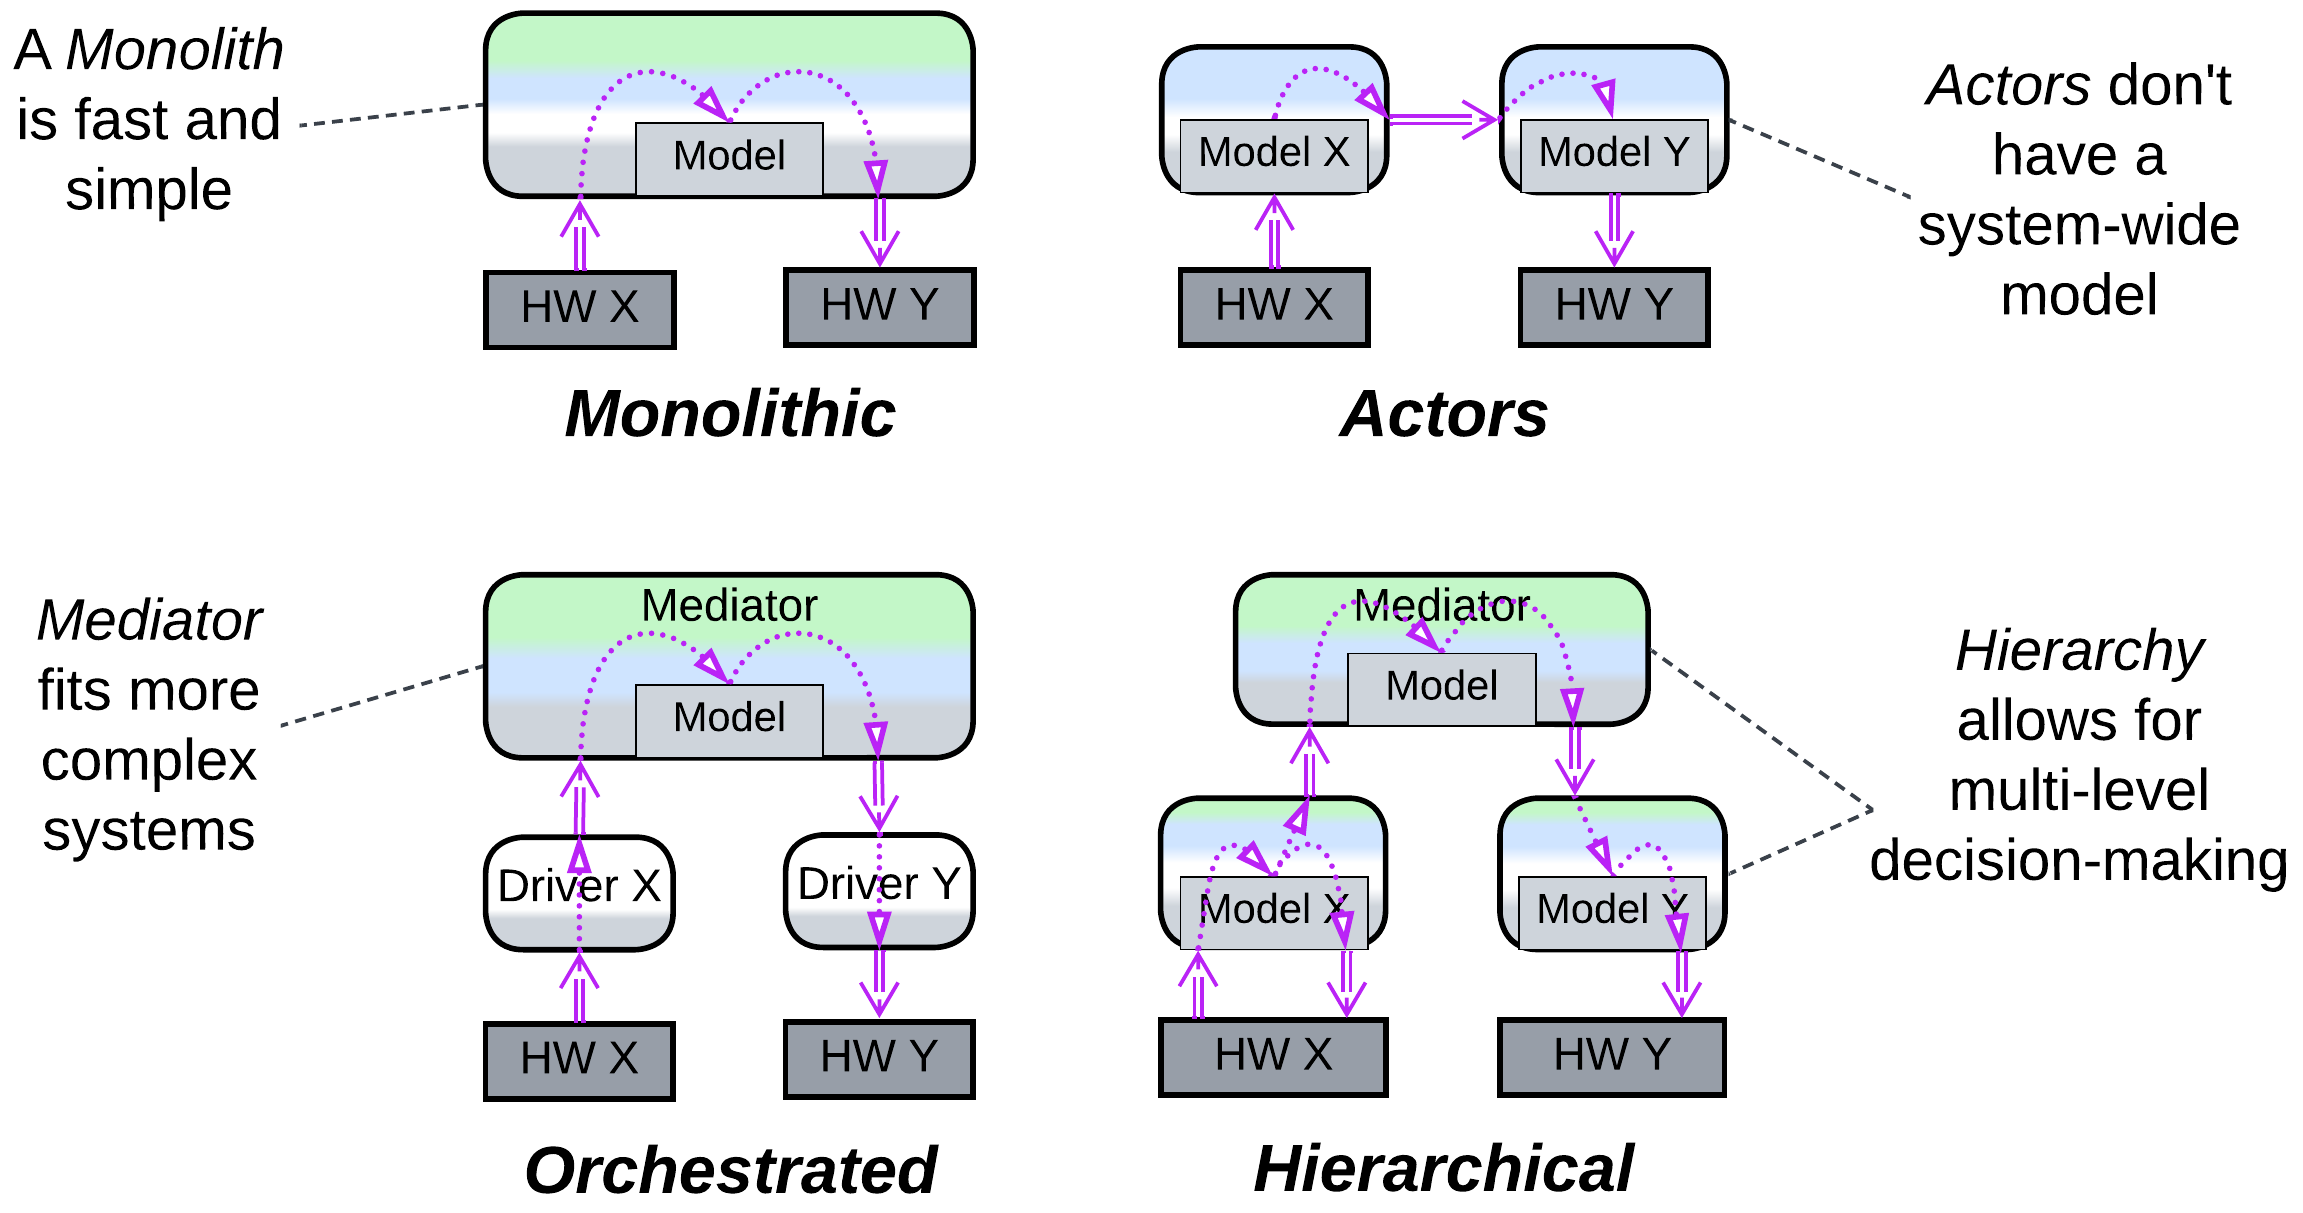 A Monolith
is fast and
simple
Model
HW X
HW Y
Monolithic
Model X
Model Y
HW X
HW Y
Actors
Actors don't
have a
system-wide
model
Mediator
fits more
complex
systems
Mediator
Model
Driver X
Driver Y
HW X
HW Y
Orchestrated
Mediator
Model
Model X
Model Y
HW X
HW Y
Hierarchical
Hierarchy
allows for
multi-level
decision-making